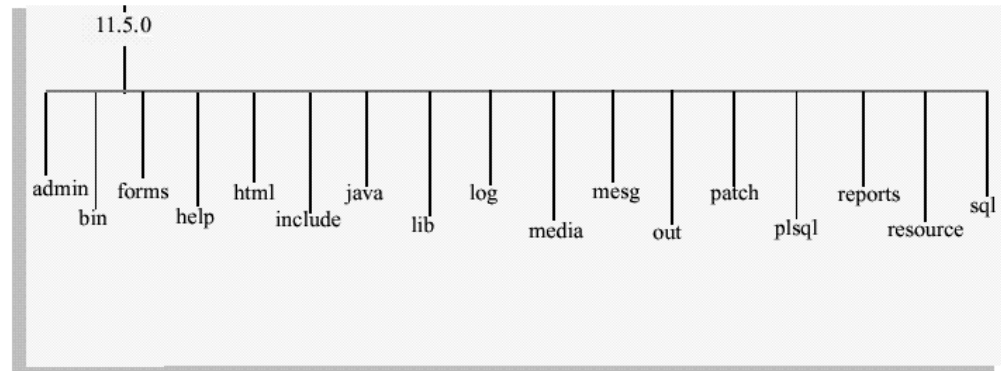 11.5.0
admin
bin
forms
help
html
include
java
lib
log
media
mesg
out
patch
plsql
reports
resource
sql